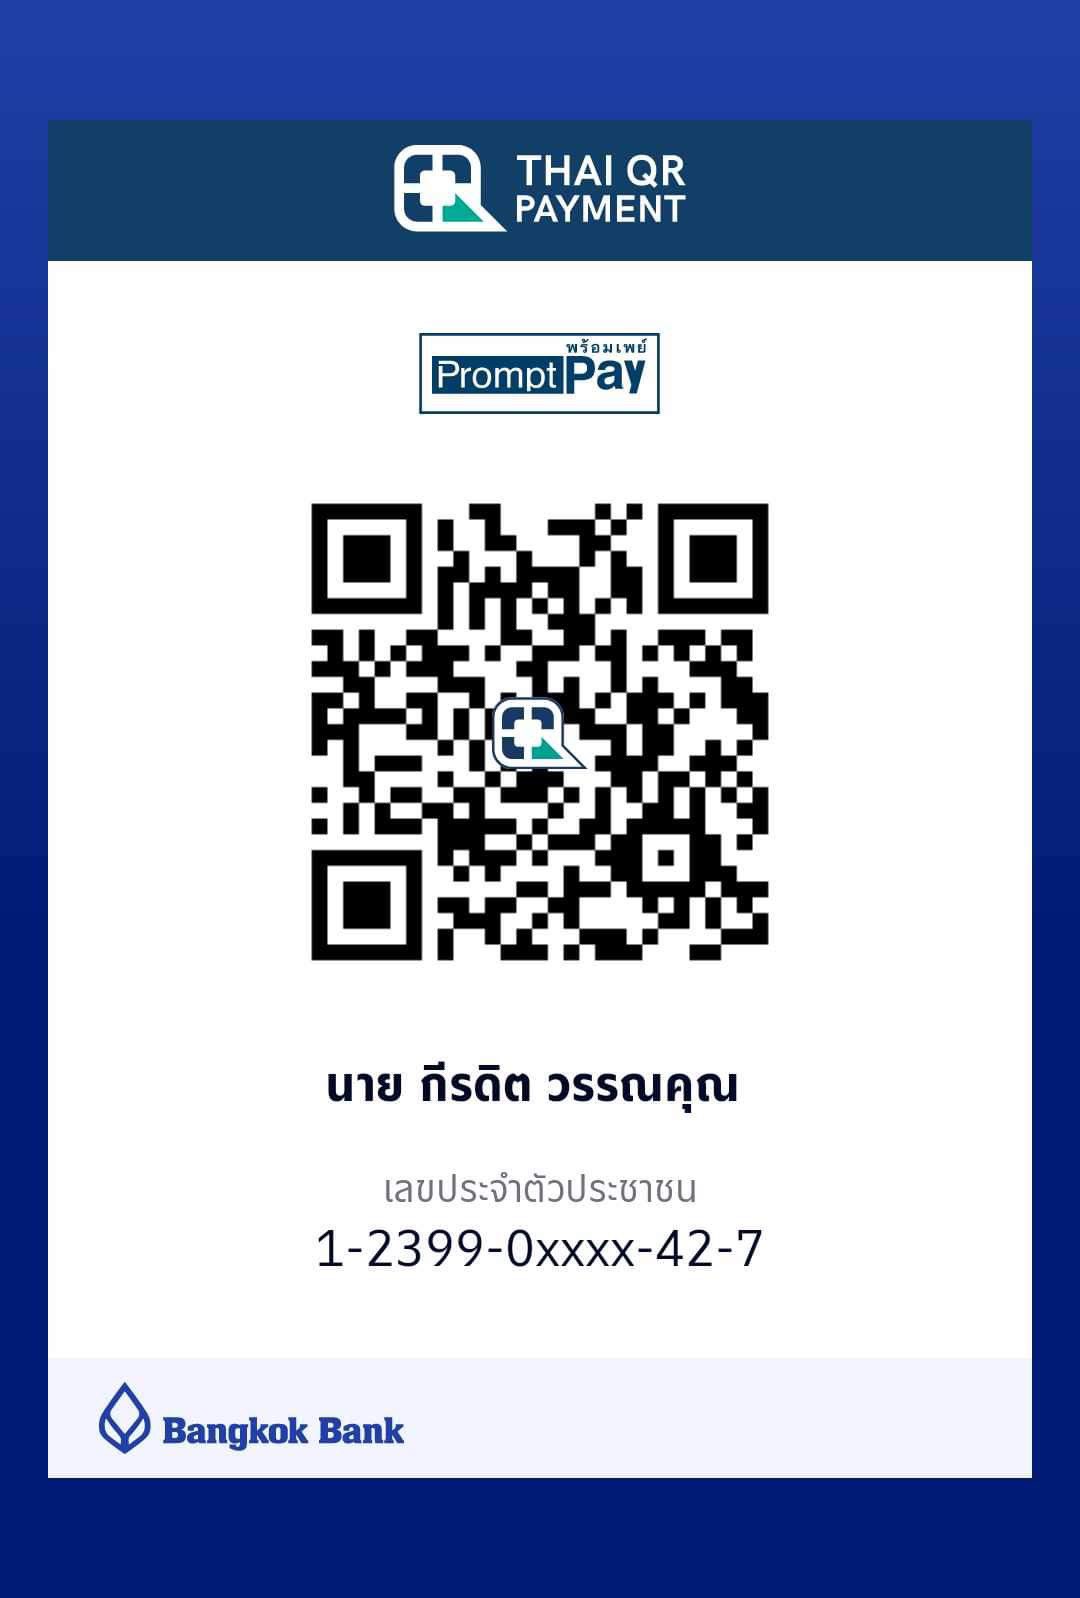 THAI QR
PAYMENT
พร้อมเพย์
PromptPay
นาย กีรดิต วรรณคุณ
เลขประจำตัวประชาชน
1-2399-0xxxx-42-7
Bangkok Bank